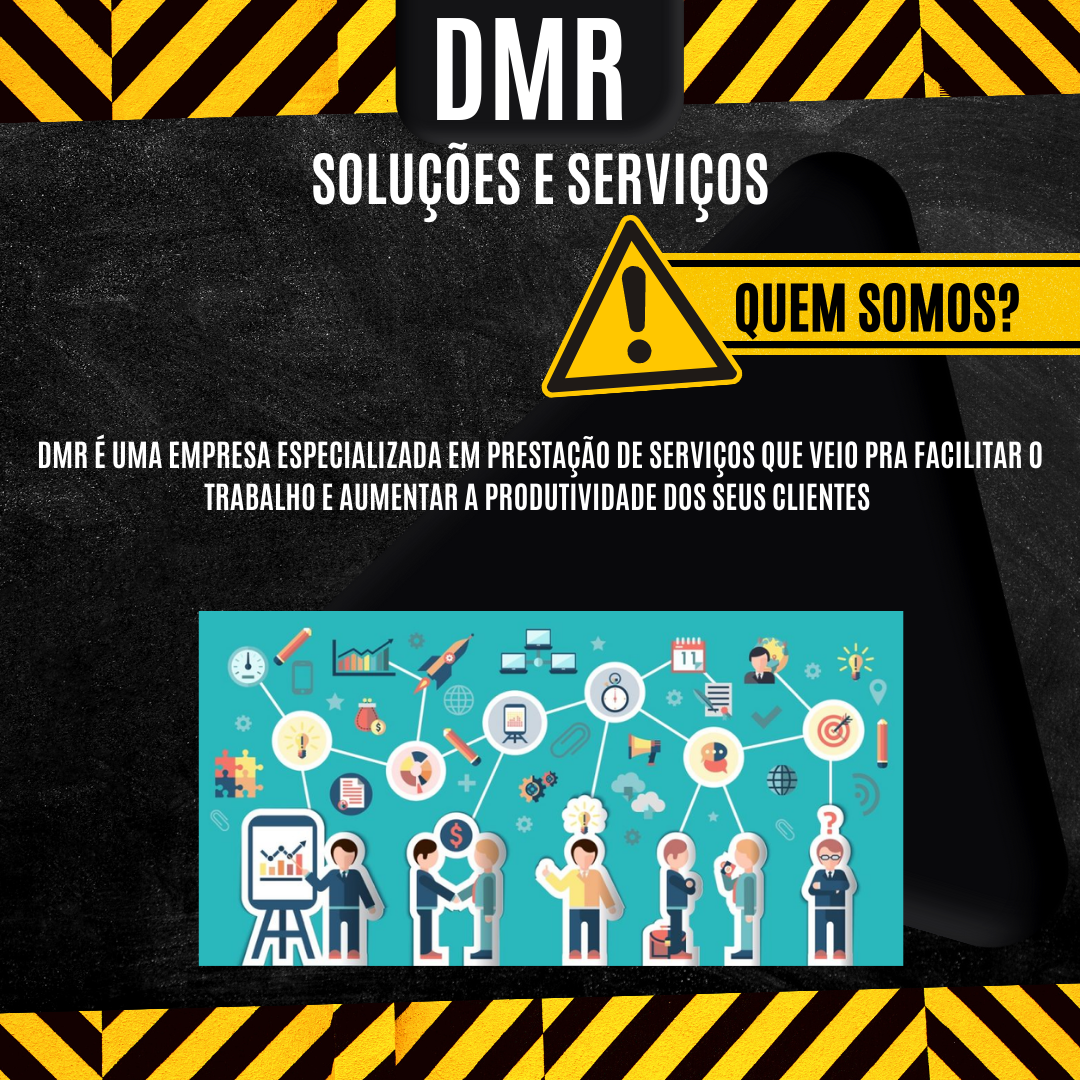 DMR
SOLUÇÕES E SERVIÇOS
!
QUEM SOMOS?
DMR É UMA EMPRESA ESPECIALIZADA EM PRESTAÇÃO DE SERVIÇOS QUE VEIO PRA FACILITAR O
TRABALHO E AUMENTAR A PRODUTIVIDADE DOS SEUS CLIENTES
11
$
$
?